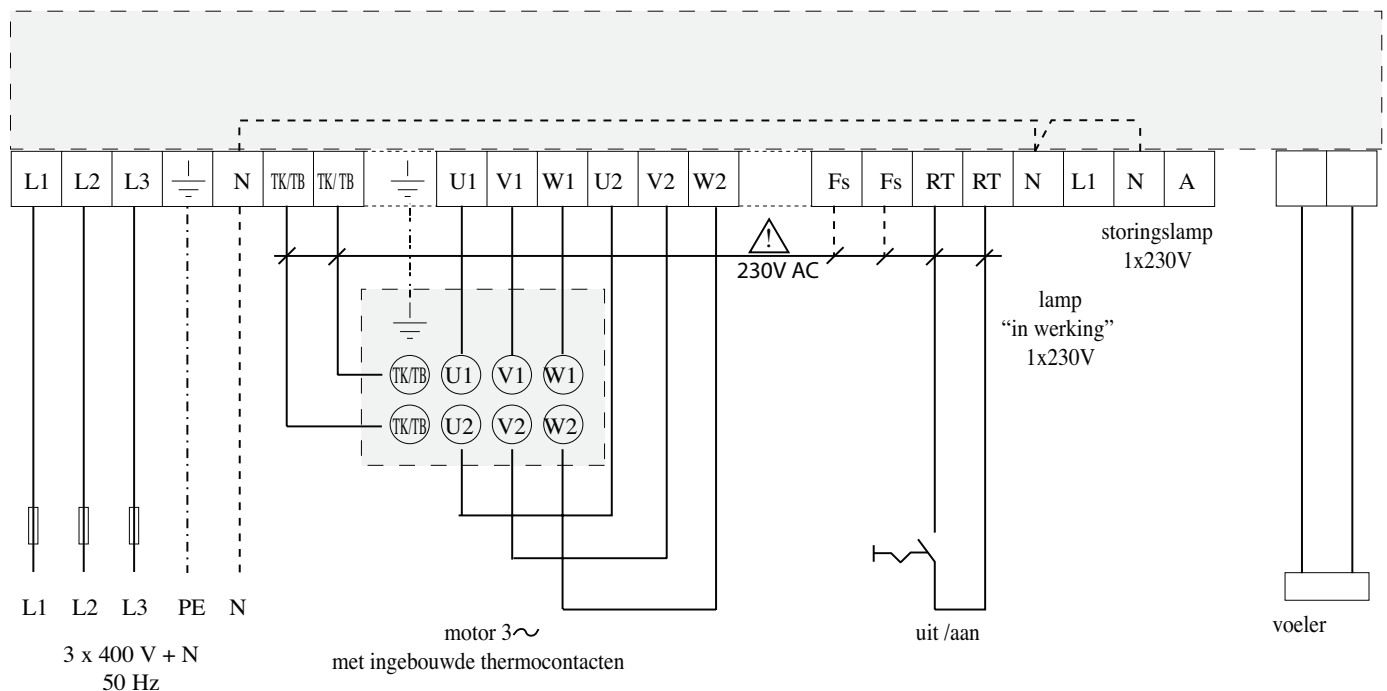 L1 L2 L3 N TK/TB TK/TB U1 V1 W1 U2 V2 W2 Fs Fs RT RT N L1 N A
storingslamp
1x230V
!
230V AC
lamp
“in werking”
1x230V
TK/TB U1 V1 W1
TK/TB U2 V2 W2
L1 L2 L3 PE N
3 x 400 V + N
50 Hz
motor 3~
met ingebouwde thermocontacten
uit /aan
voeler